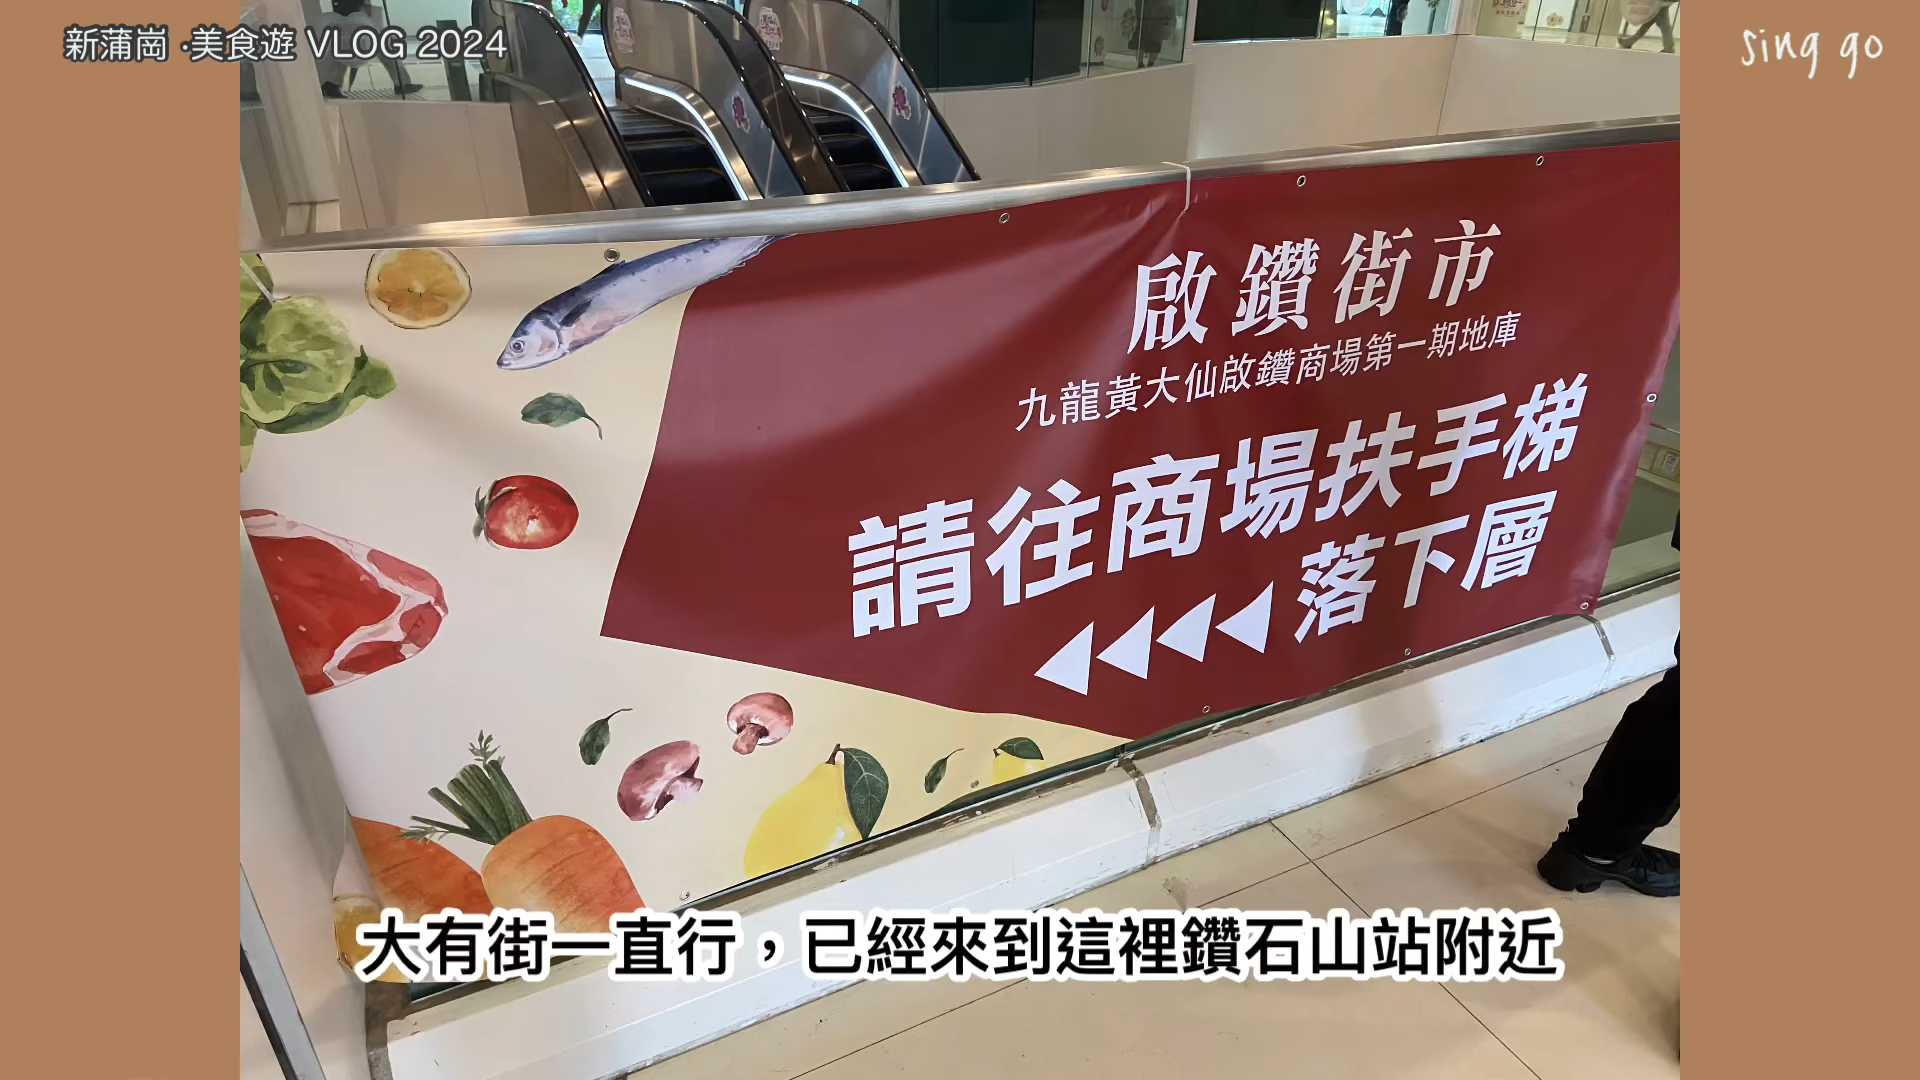 新蒲崗 ·美食遊 VLOG 2024
sing go
啟鑽街市
九龍黃大仙啟鑽商場第一期地庫
請往商場扶手梯
落下層
大有街一直行，已經來到這裡鑽石山站附近